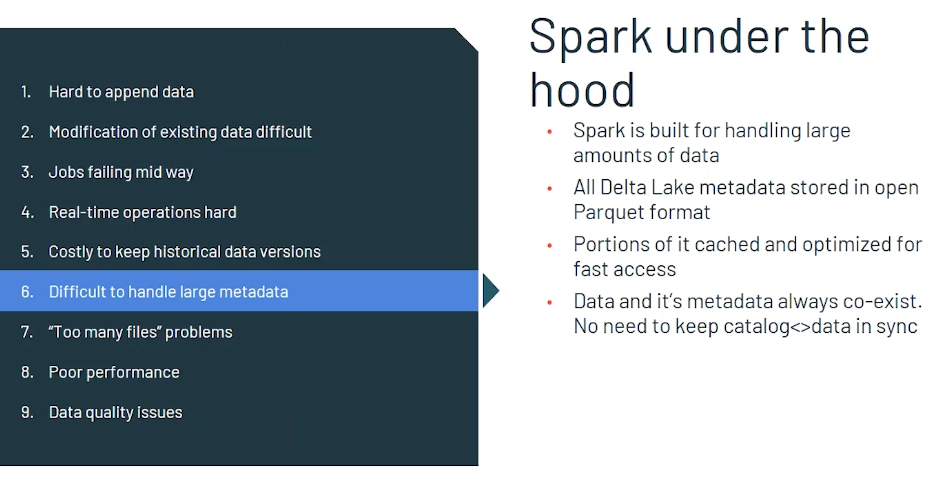 1. Hard to append data
2. Modification of existing data difficult
3. Jobs failing mid way
4. Real-time operations hard
5. Costly to keep historical data versions
6. Difficult to handle large metadata
7. “Too many files” problems
8. Poor performance
9. Data quality issues
Spark under the
hood
• Spark is built for handling large
amounts of data
• All Delta Lake metadata stored in open
Parquet format
• Portions of it cached and optimized for
fast access
• Data and it’s metadata always co-exist.
No need to keep catalog<>data in sync